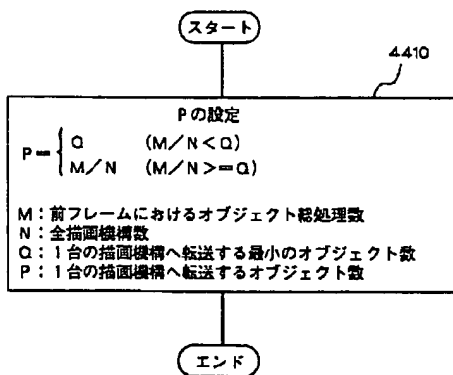 スタート
4410
Pの設定
P= { Q (M/N<Q)
M/N (M/N>=Q)
M:前フレームにおけるオブジェクト総処理数
N:全描画機構数
Q:1台の描画機構へ転送する最小のオブジェクト数
P:1台の描画機構へ転送するオブジェクト数
エンド